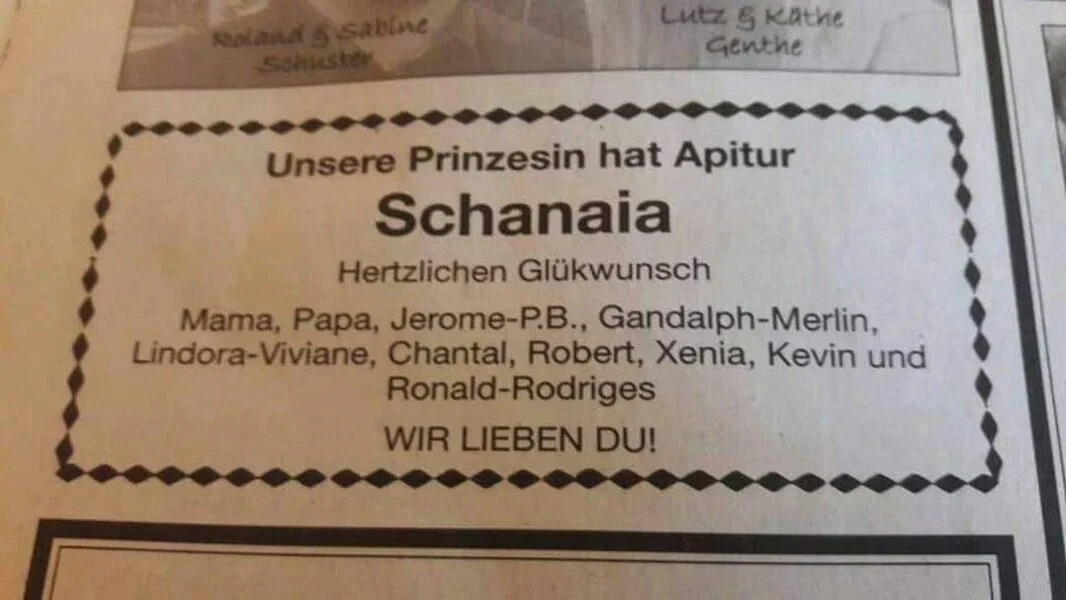 Roland & Sabine
Schuster
Lutz & Käthe
Genthe
Unsere Prinzesin hat Apitur
Schanaia
Hertzlichen Glükwunsch
Mama, Papa, Jerome-P.B., Gandalph-Merlin,
Lindora-Viviane, Chantal, Robert, Xenia, Kevin und
Ronald-Rodriges
WIR LIEBEN DU!